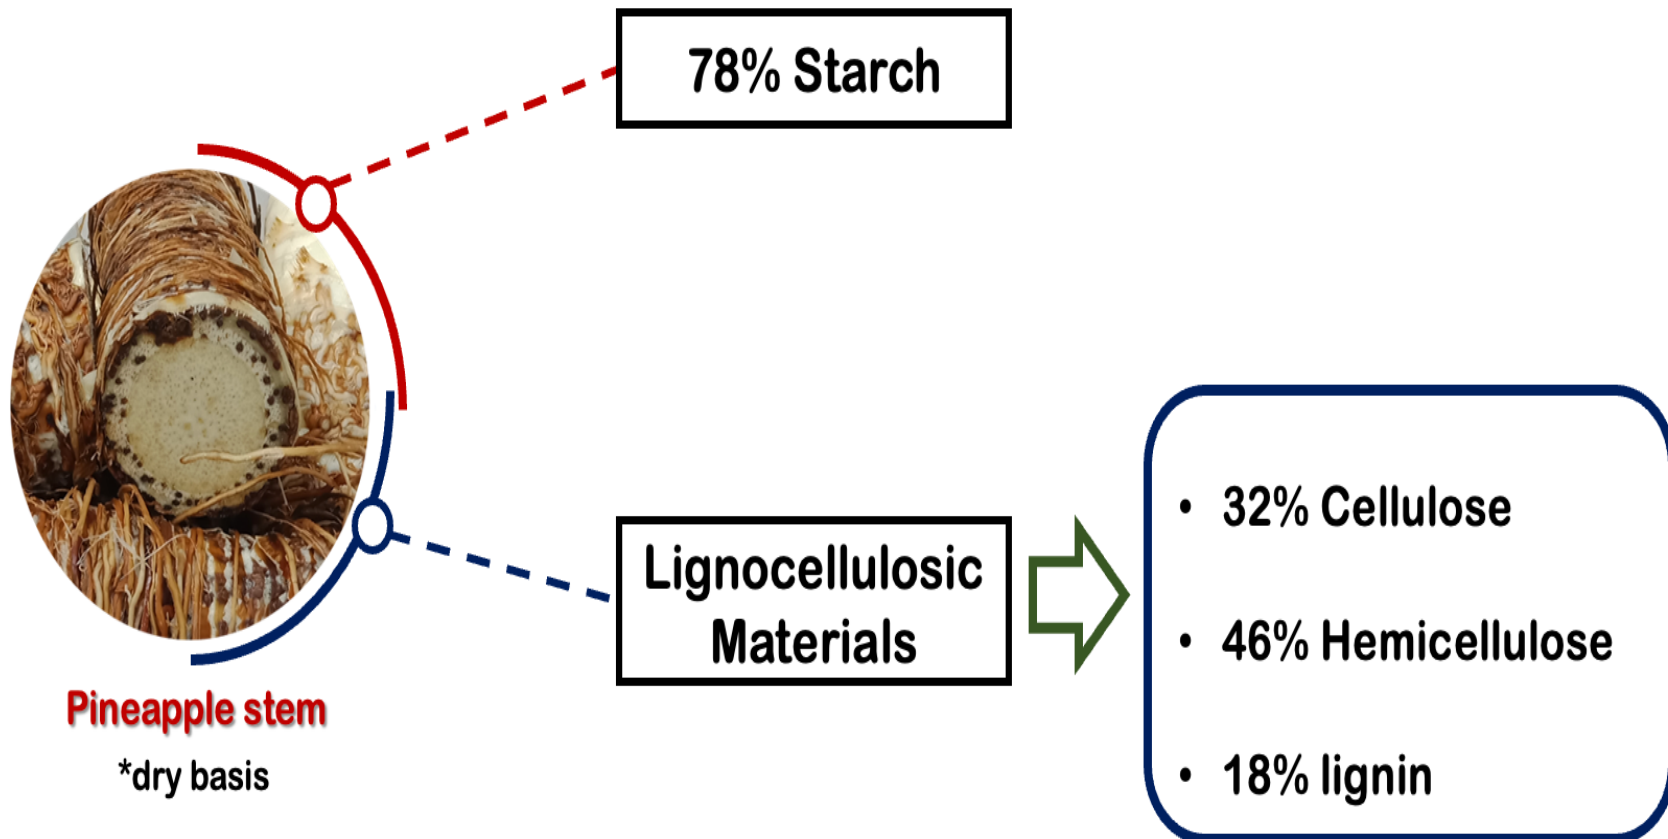 78% Starch
Lignocellulosic
Materials
• 32% Cellulose
• 46% Hemicellulose
• 18% lignin
Pineapple stem
*dry basis